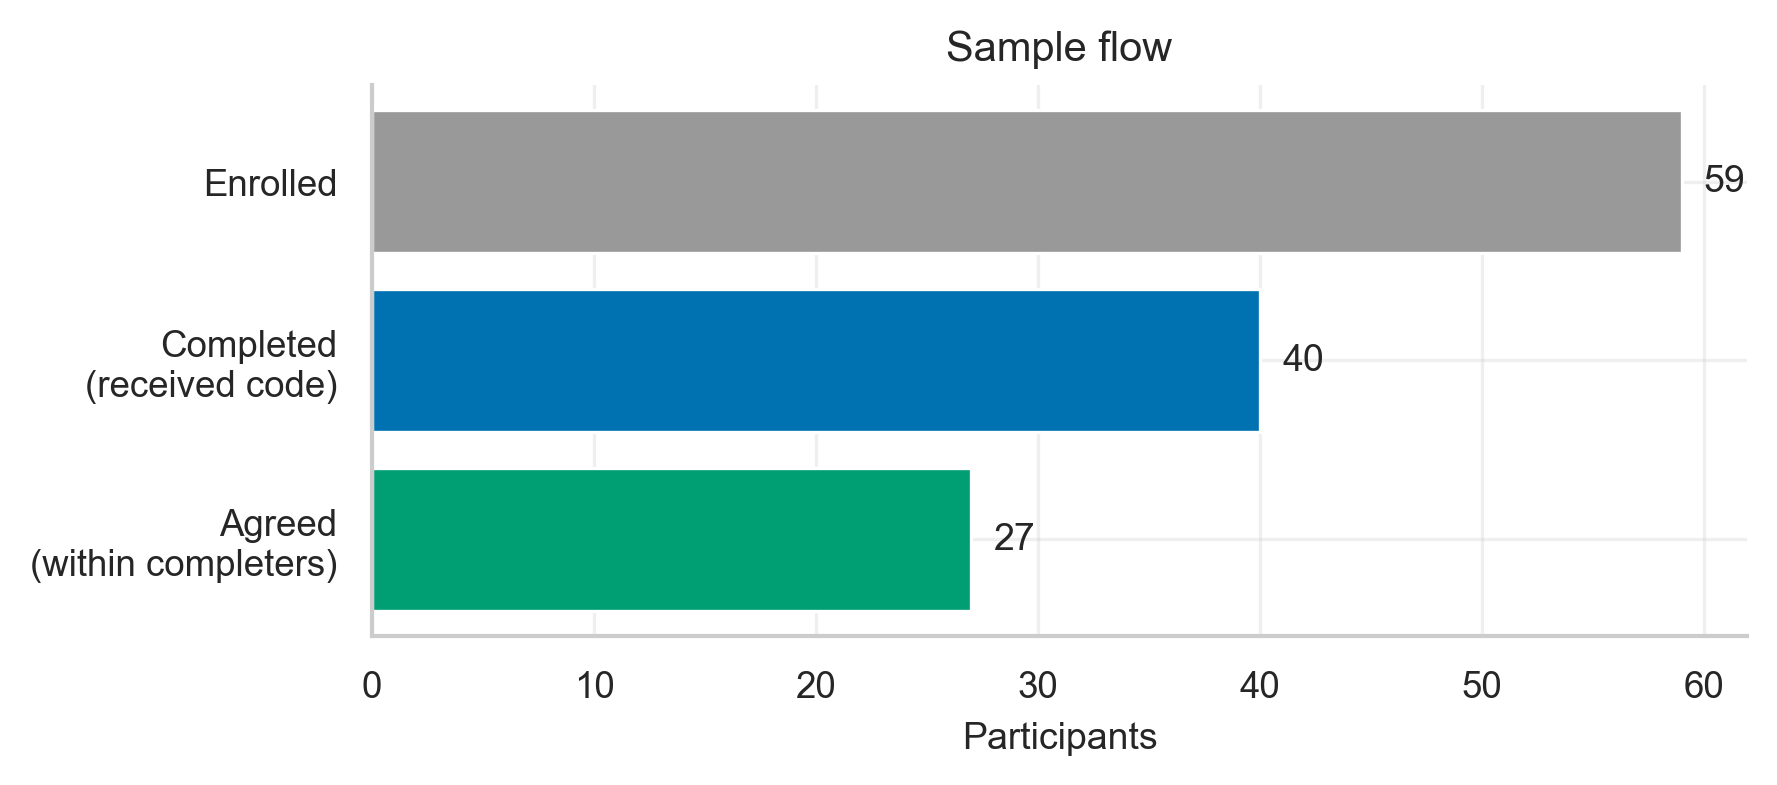 Sample flow
Enrolled
59
Completed
(received code)
40
Agreed
(within completers)
27
0 10 20 30 40 50 60
Participants